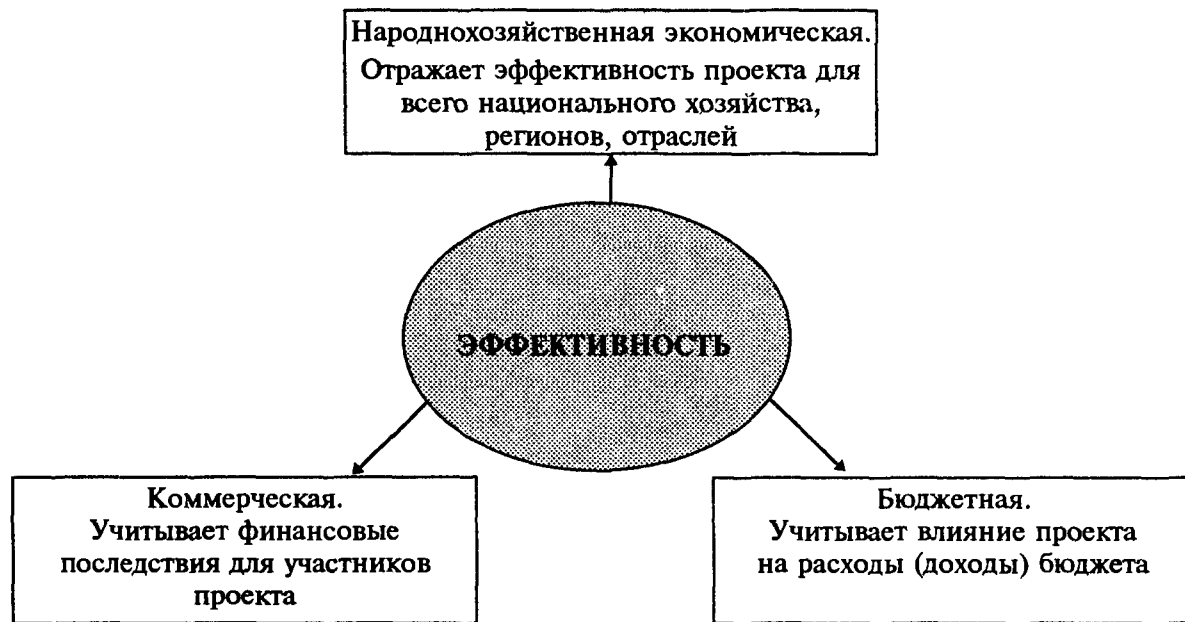 Народнохозяйственная экономическая.
Отражает эффективность проекта для
всего национального хозяйства,
регионов, отраслей
ЭФФЕКТИВНОСТЬ
Коммерческая.
Учитывает финансовые
последствия для участников
проекта
Бюджетная.
Учитывает влияние проекта
на расходы (доходы) бюджета